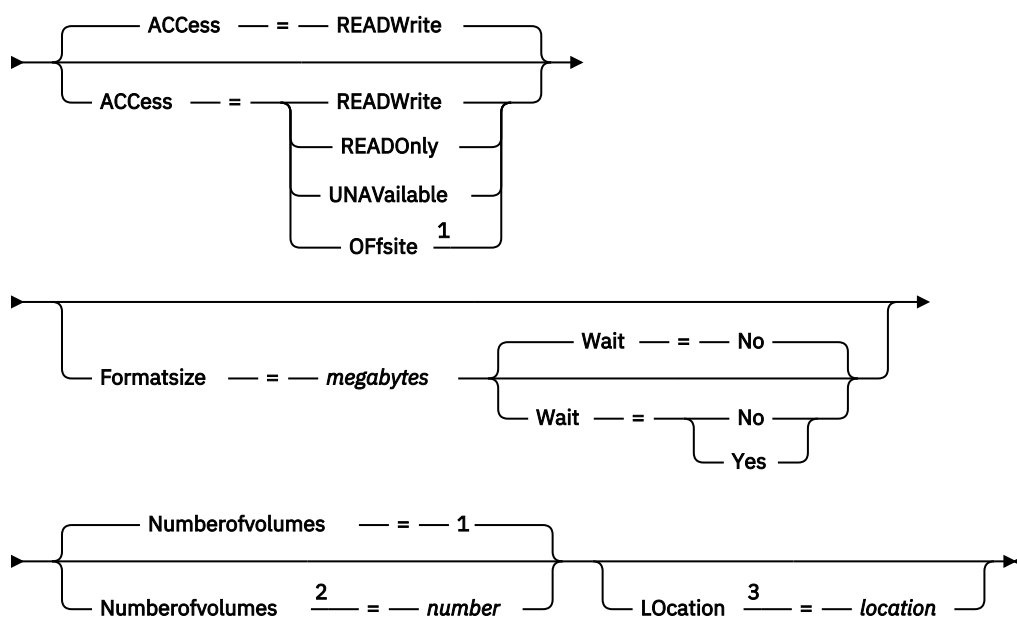 ACCess = READWrite
ACCess = READWrite
READOnly
UNAVailable
OFfsite 1
Wait = No
Formatsize = megabytes
Wait = No
Yes
Numberofvolumes = 1
Numberofvolumes 2 = number LOcation 3 = location